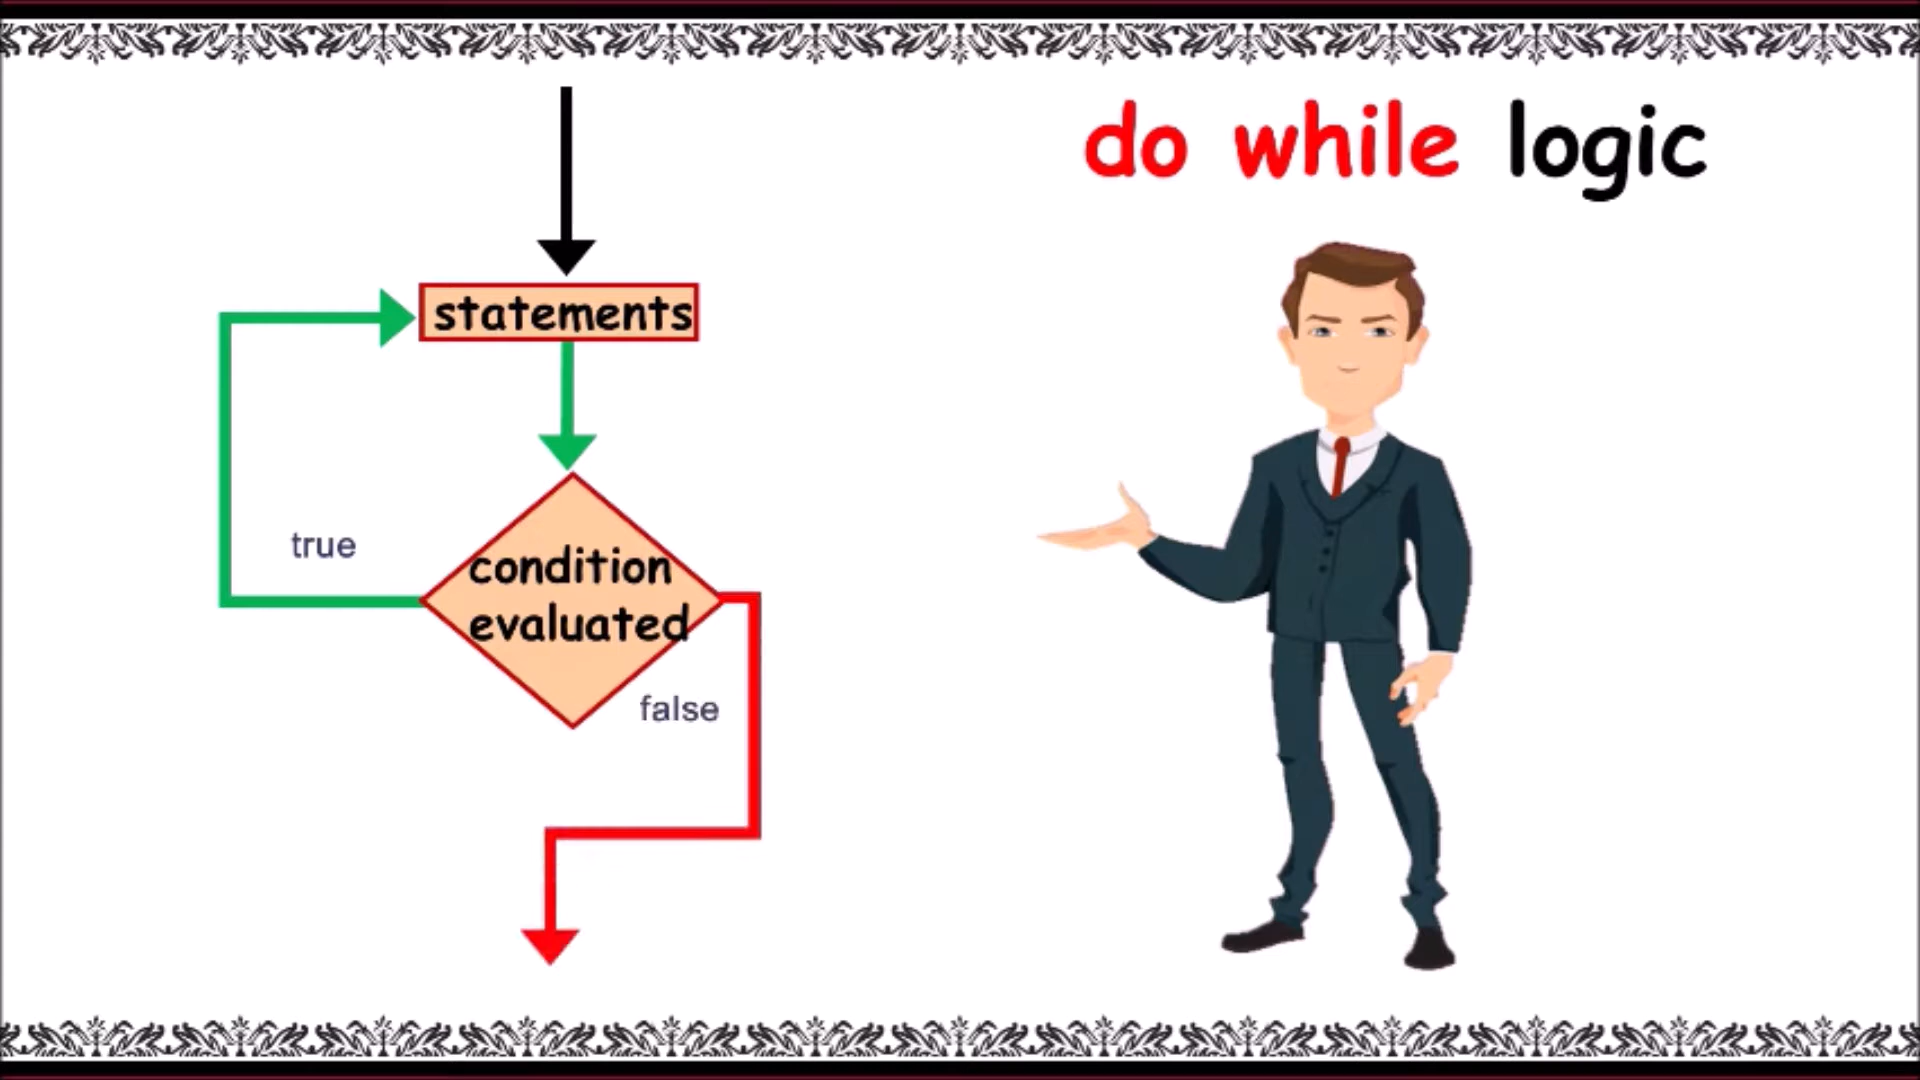 do while logic
statements
true
condition
evaluated
false